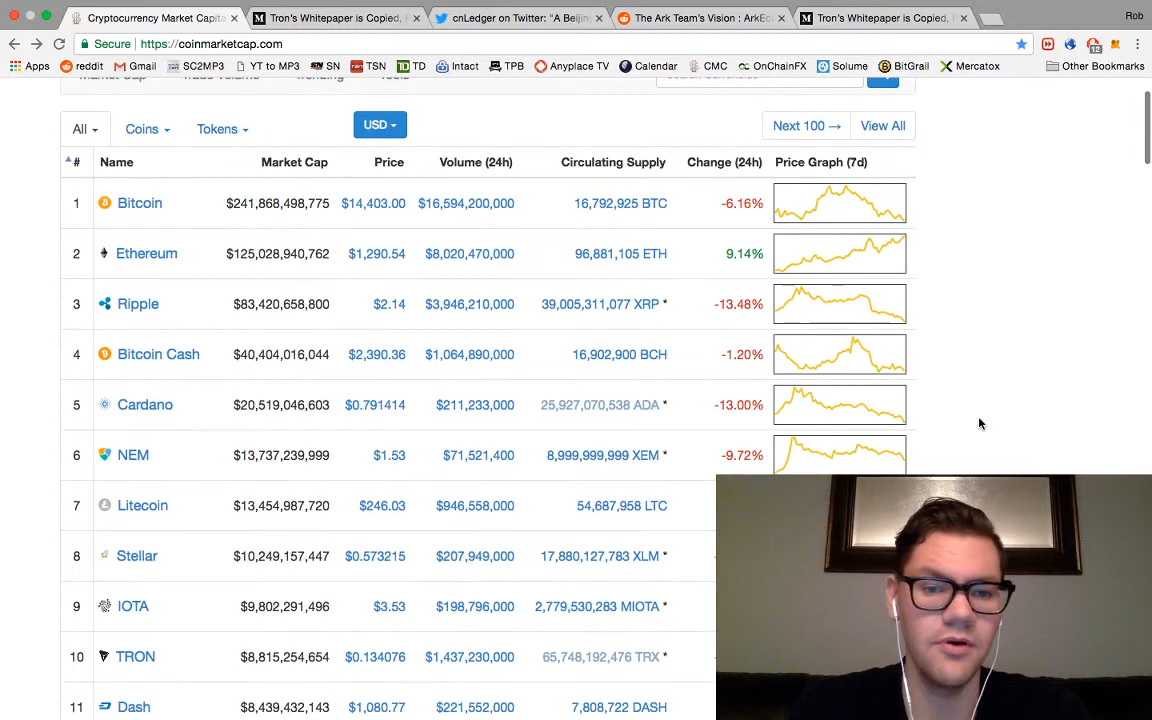 Cryptocurrency Market Capita × Tron's Whitepaper is Copied, × cnLedger on Twitter: "A Beijin × The Ark Team's Vision : ArkEc × Tron's Whitepaper is Copied, × Rob
Secure https://coinmarketcap.com 12
Apps reddit Gmail SC2MP3 YT to MP3 SN TSN TD Intact TPB Anyplace TV Calendar CMC OnChainFX Solume BitGrail Mercatox Other Bookmarks
All Coins Tokens USD Next 100 → View All
# Name Market Cap Price Volume (24h) Circulating Supply Change (24h) Price Graph (7d)
1 Bitcoin $241,868,498,775 $14,403.00 $16,594,200,000 16,792,925 BTC -6.16%
2 Ethereum $125,028,940,762 $1,290.54 $8,020,470,000 96,881,105 ETH 9.14%
3 Ripple $83,420,658,800 $2.14 $3,946,210,000 39,005,311,077 XRP * -13.48%
4 Bitcoin Cash $40,404,016,044 $2,390.36 $1,064,890,000 16,902,900 BCH -1.20%
5 Cardano $20,519,046,603 $0.791414 $211,233,000 25,927,070,538 ADA * -13.00%
6 NEM $13,737,239,999 $1.53 $71,521,400 8,999,999,999 XEM * -9.72%
7 Litecoin $13,454,987,720 $246.03 $946,558,000 54,687,958 LTC
8 Stellar $10,249,157,447 $0.573215 $207,949,000 17,880,127,783 XLM *
9 IOTA $9,802,291,496 $3.53 $198,796,000 2,779,530,283 MIOTA *
10 TRON $8,815,254,654 $0.134076 $1,437,230,000 65,748,192,476 TRX *
11 Dash $8,439,432,143 $1,080.77 $221,552,000 7,808,722 DASH